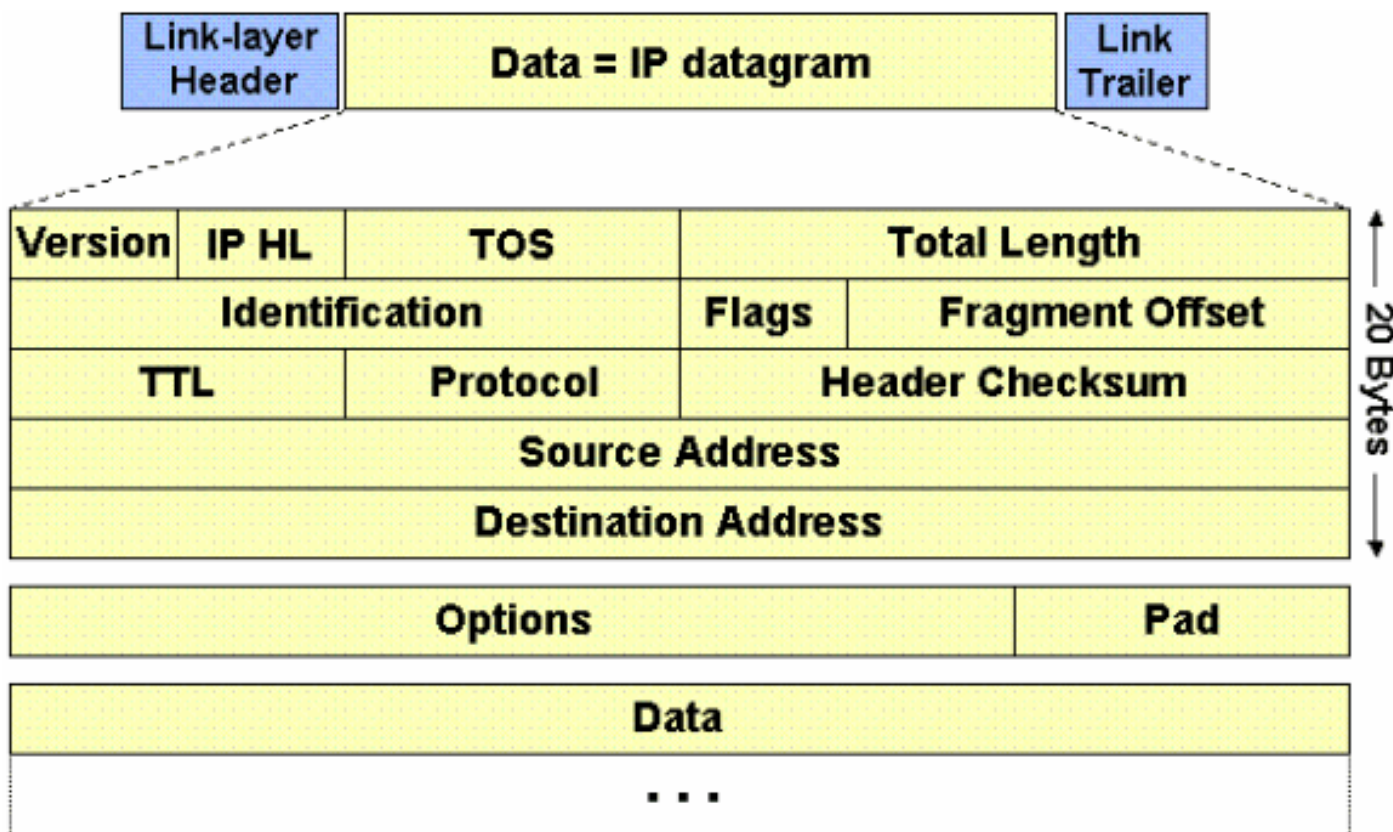 Link-layer
Header
Data = IP datagram
Link
Trailer
Version IP HL TOS Total Length
Identification Flags Fragment Offset
TTL Protocol Header Checksum
Source Address
Destination Address
20 Bytes
Options Pad
Data
...